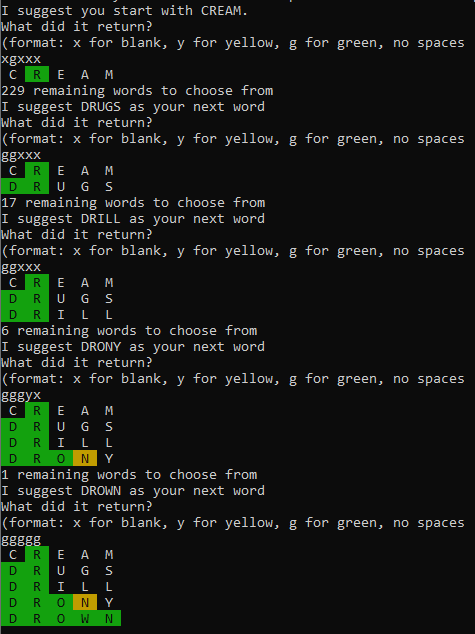 I suggest you start with CREAM.
What did it return?
(format: x for blank, y for yellow, g for green, no spaces
xgxxx
C R E A M
229 remaining words to choose from
I suggest DRUGS as your next word
What did it return?
(format: x for blank, y for yellow, g for green, no spaces
ggxxx
C R E A M
D R U G S
17 remaining words to choose from
I suggest DRILL as your next word
What did it return?
(format: x for blank, y for yellow, g for green, no spaces
ggxxx
C R E A M
D R U G S
D R I L L
6 remaining words to choose from
I suggest DRONY as your next word
What did it return?
(format: x for blank, y for yellow, g for green, no spaces
gggyx
C R E A M
D R U G S
D R I L L
D R O N Y
1 remaining words to choose from
I suggest DROWN as your next word
What did it return?
(format: x for blank, y for yellow, g for green, no spaces
ggggg
C R E A M
D R U G S
D R I L L
D R O N Y
D R O W N